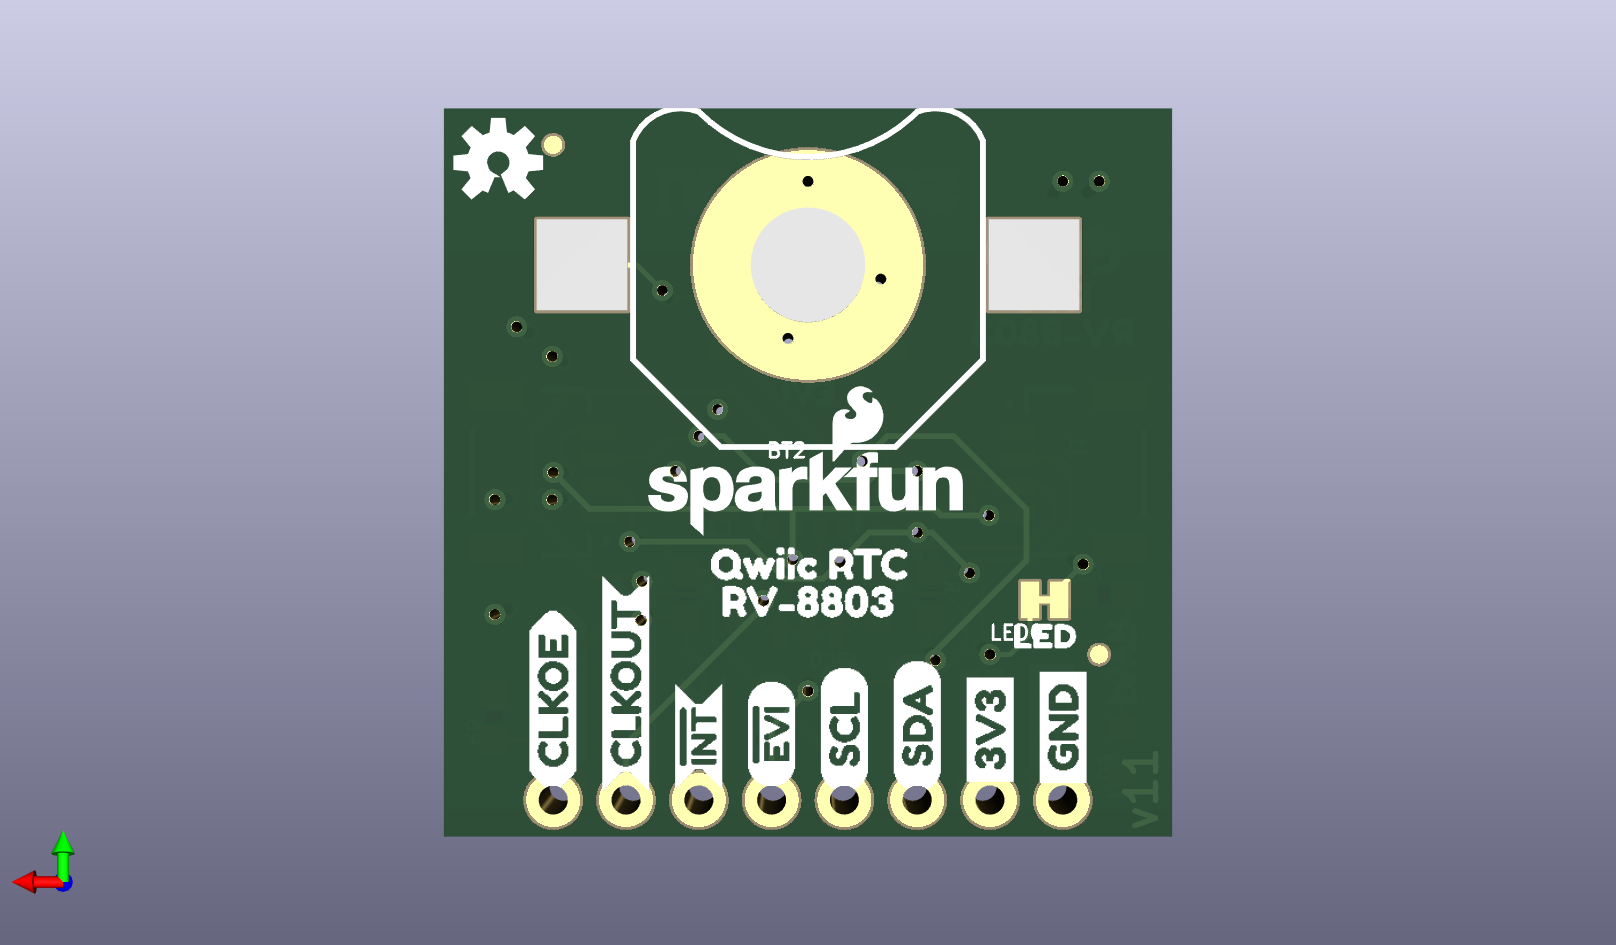 BT2
sparkfun
Qwiic RTC
RV-8803
LED
CLKOE
CLKOUT
INT
EVI
SCL
SDA
3V3
GND
v11